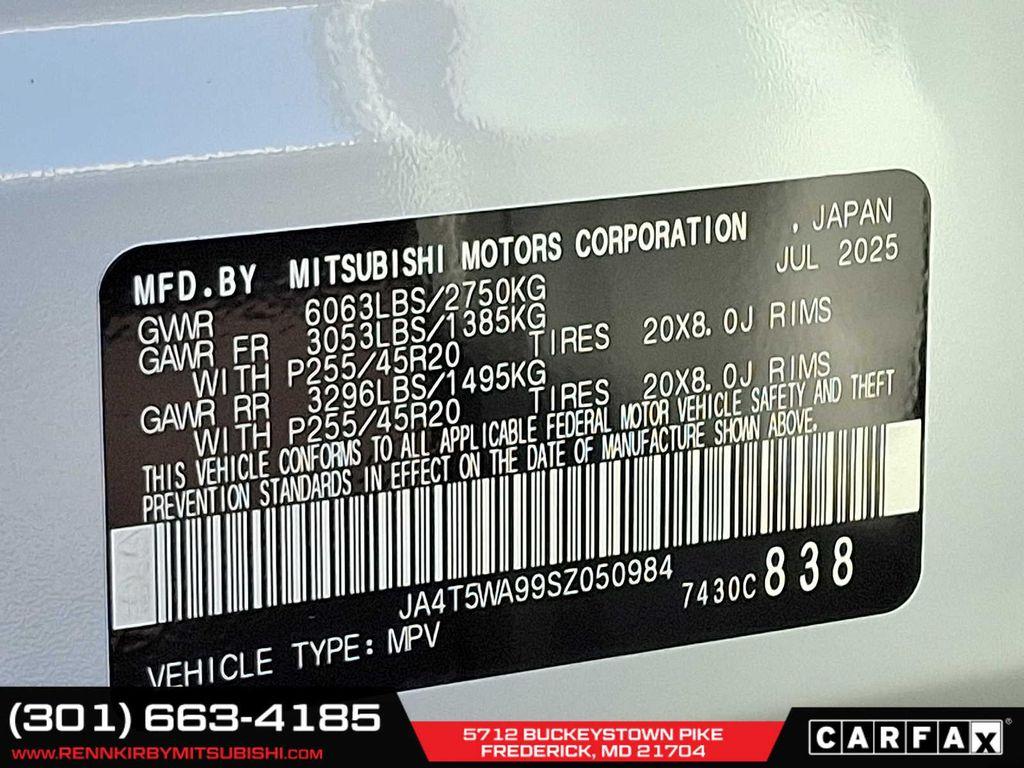 MFD.BY MITSUBISHI MOTORS CORPORATION , JAPAN
JUL 2025
GVWR 6063LBS/2750KG
GAWR FR 3053LBS/1385KG
WITH P255/45R20 TIRES 20X8.0J RIMS
GAWR RR 3296LBS/1495KG
WITH P255/45R20 TIRES 20X8.0J RIMS
THIS VEHICLE CONFORMS TO ALL APPLICABLE FEDERAL MOTOR VEHICLE SAFETY AND THEFT
PREVENTION STANDARDS IN EFFECT ON THE DATE OF MANUFACTURE SHOWN ABOVE.
JA4T5WA99SZ050984 7430C 838
VEHICLE TYPE: MPV
(301) 663-4185
WWW.RENNKIRBYMITSUBISHI.COM
5712 BUCKEYSTOWN PIKE
FREDERICK, MD 21704
CARFAX